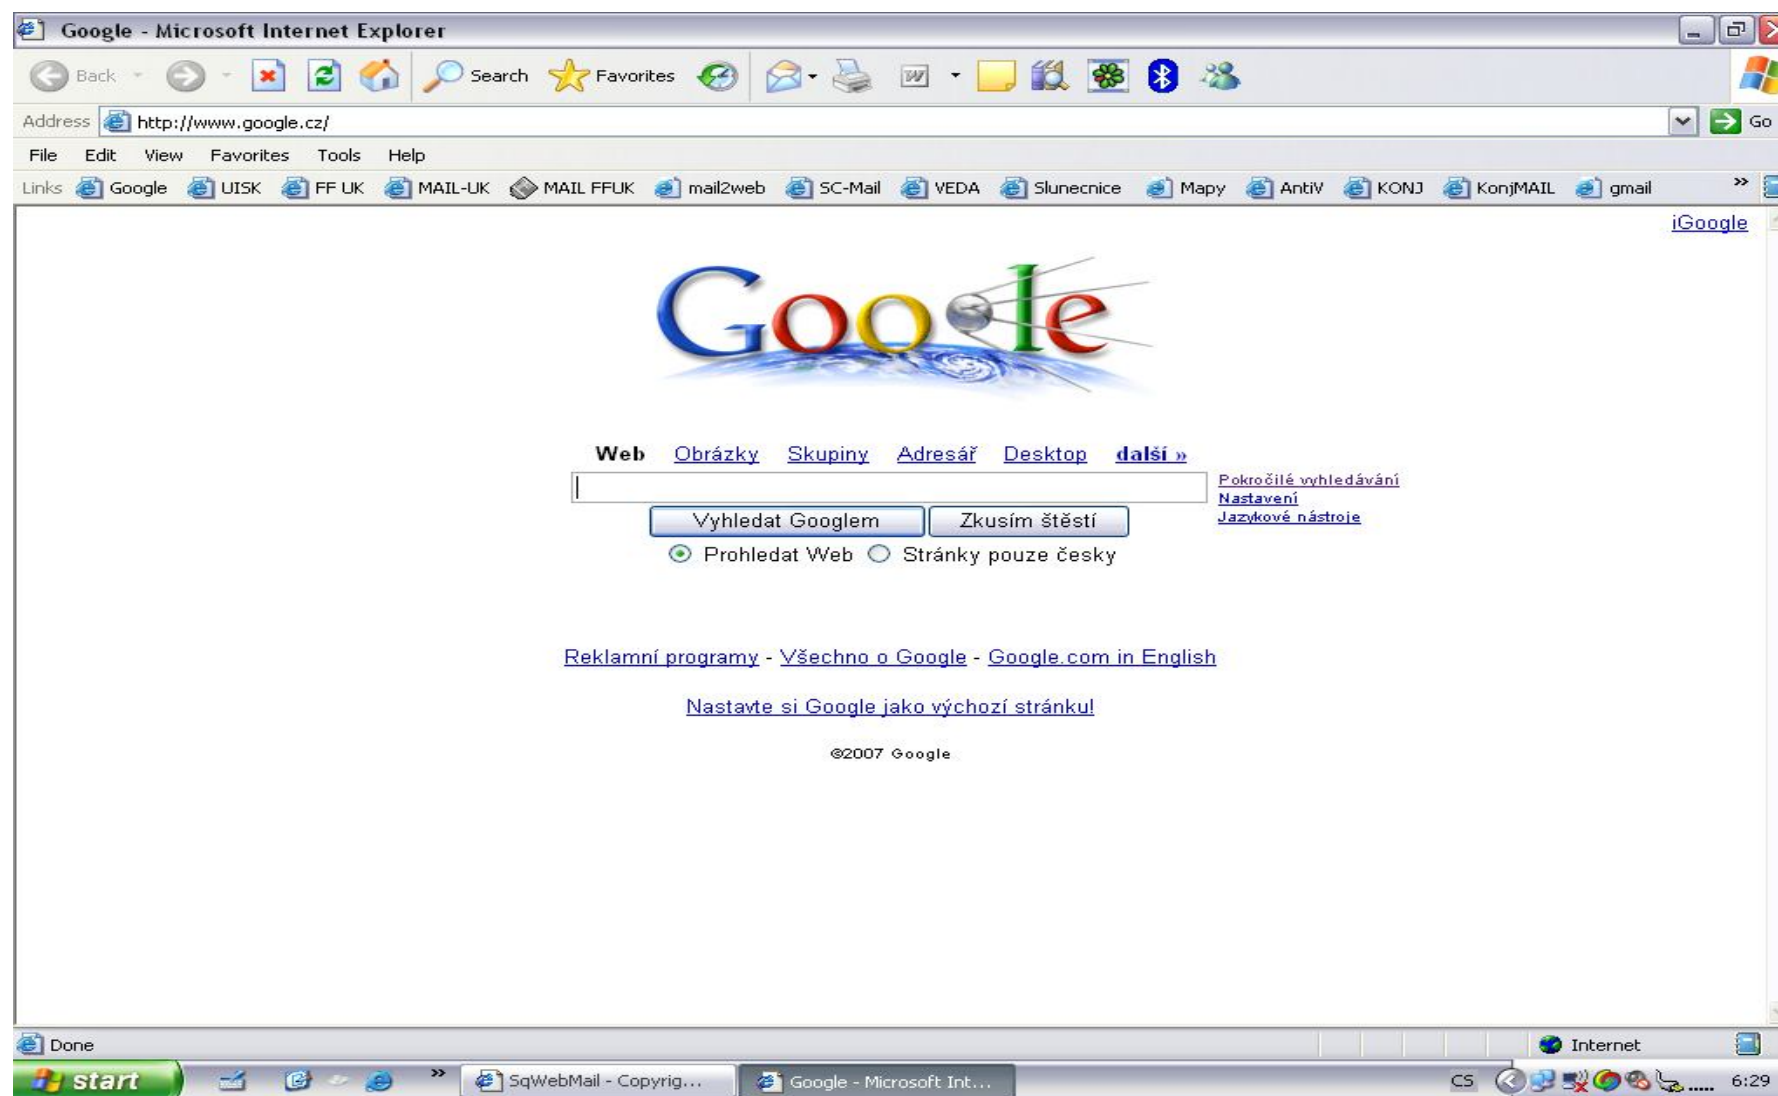 Google - Microsoft Internet Explorer
Back Search Favorites
Address http://www.google.cz/ Go
File Edit View Favorites Tools Help
Links Google UISK FF UK MAIL-UK MAIL FFUK mail2web SC-Mail VEDA Slunecnice Mapy AntiV KONJ KonjMAIL gmail »
iGoogle
Google
Web Obrázky Skupiny Adresář Desktop další »
Pokročilé vyhledávání
Nastavení
Jazykové nástroje
Vyhledat Googlem Zkusím štěstí
Prohledat Web Stránky pouze česky
Reklamní programy - Všechno o Google - Google.com in English
Nastavte si Google jako výchozí stránku!
©2007 Google
Done Internet
start » SqWebMail - Copyrig... Google - Microsoft Int... CS 6:29